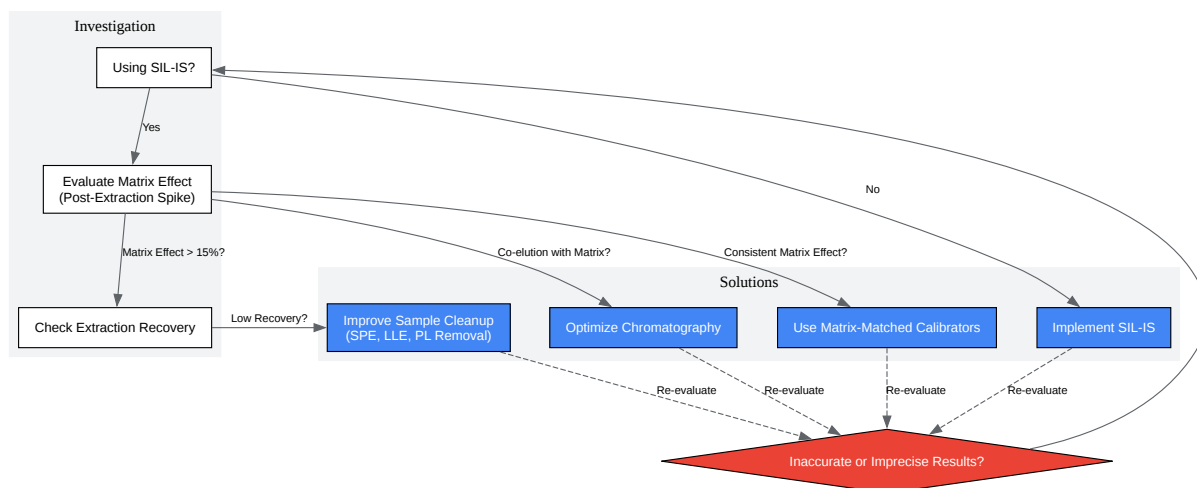 Investigation
Using SIL-IS?
Yes
No
Evaluate Matrix Effect
(Post-Extraction Spike)
Matrix Effect > 15%?
Co-elution with Matrix?
Consistent Matrix Effect?
Solutions
Check Extraction Recovery
Low Recovery?
Improve Sample Cleanup
(SPE, LLE, PL Removal)
Optimize Chromatography
Use Matrix-Matched Calibrators
Implement SIL-IS
Re-evaluate
Re-evaluate
Re-evaluate
Re-evaluate
Inaccurate or Imprecise Results?